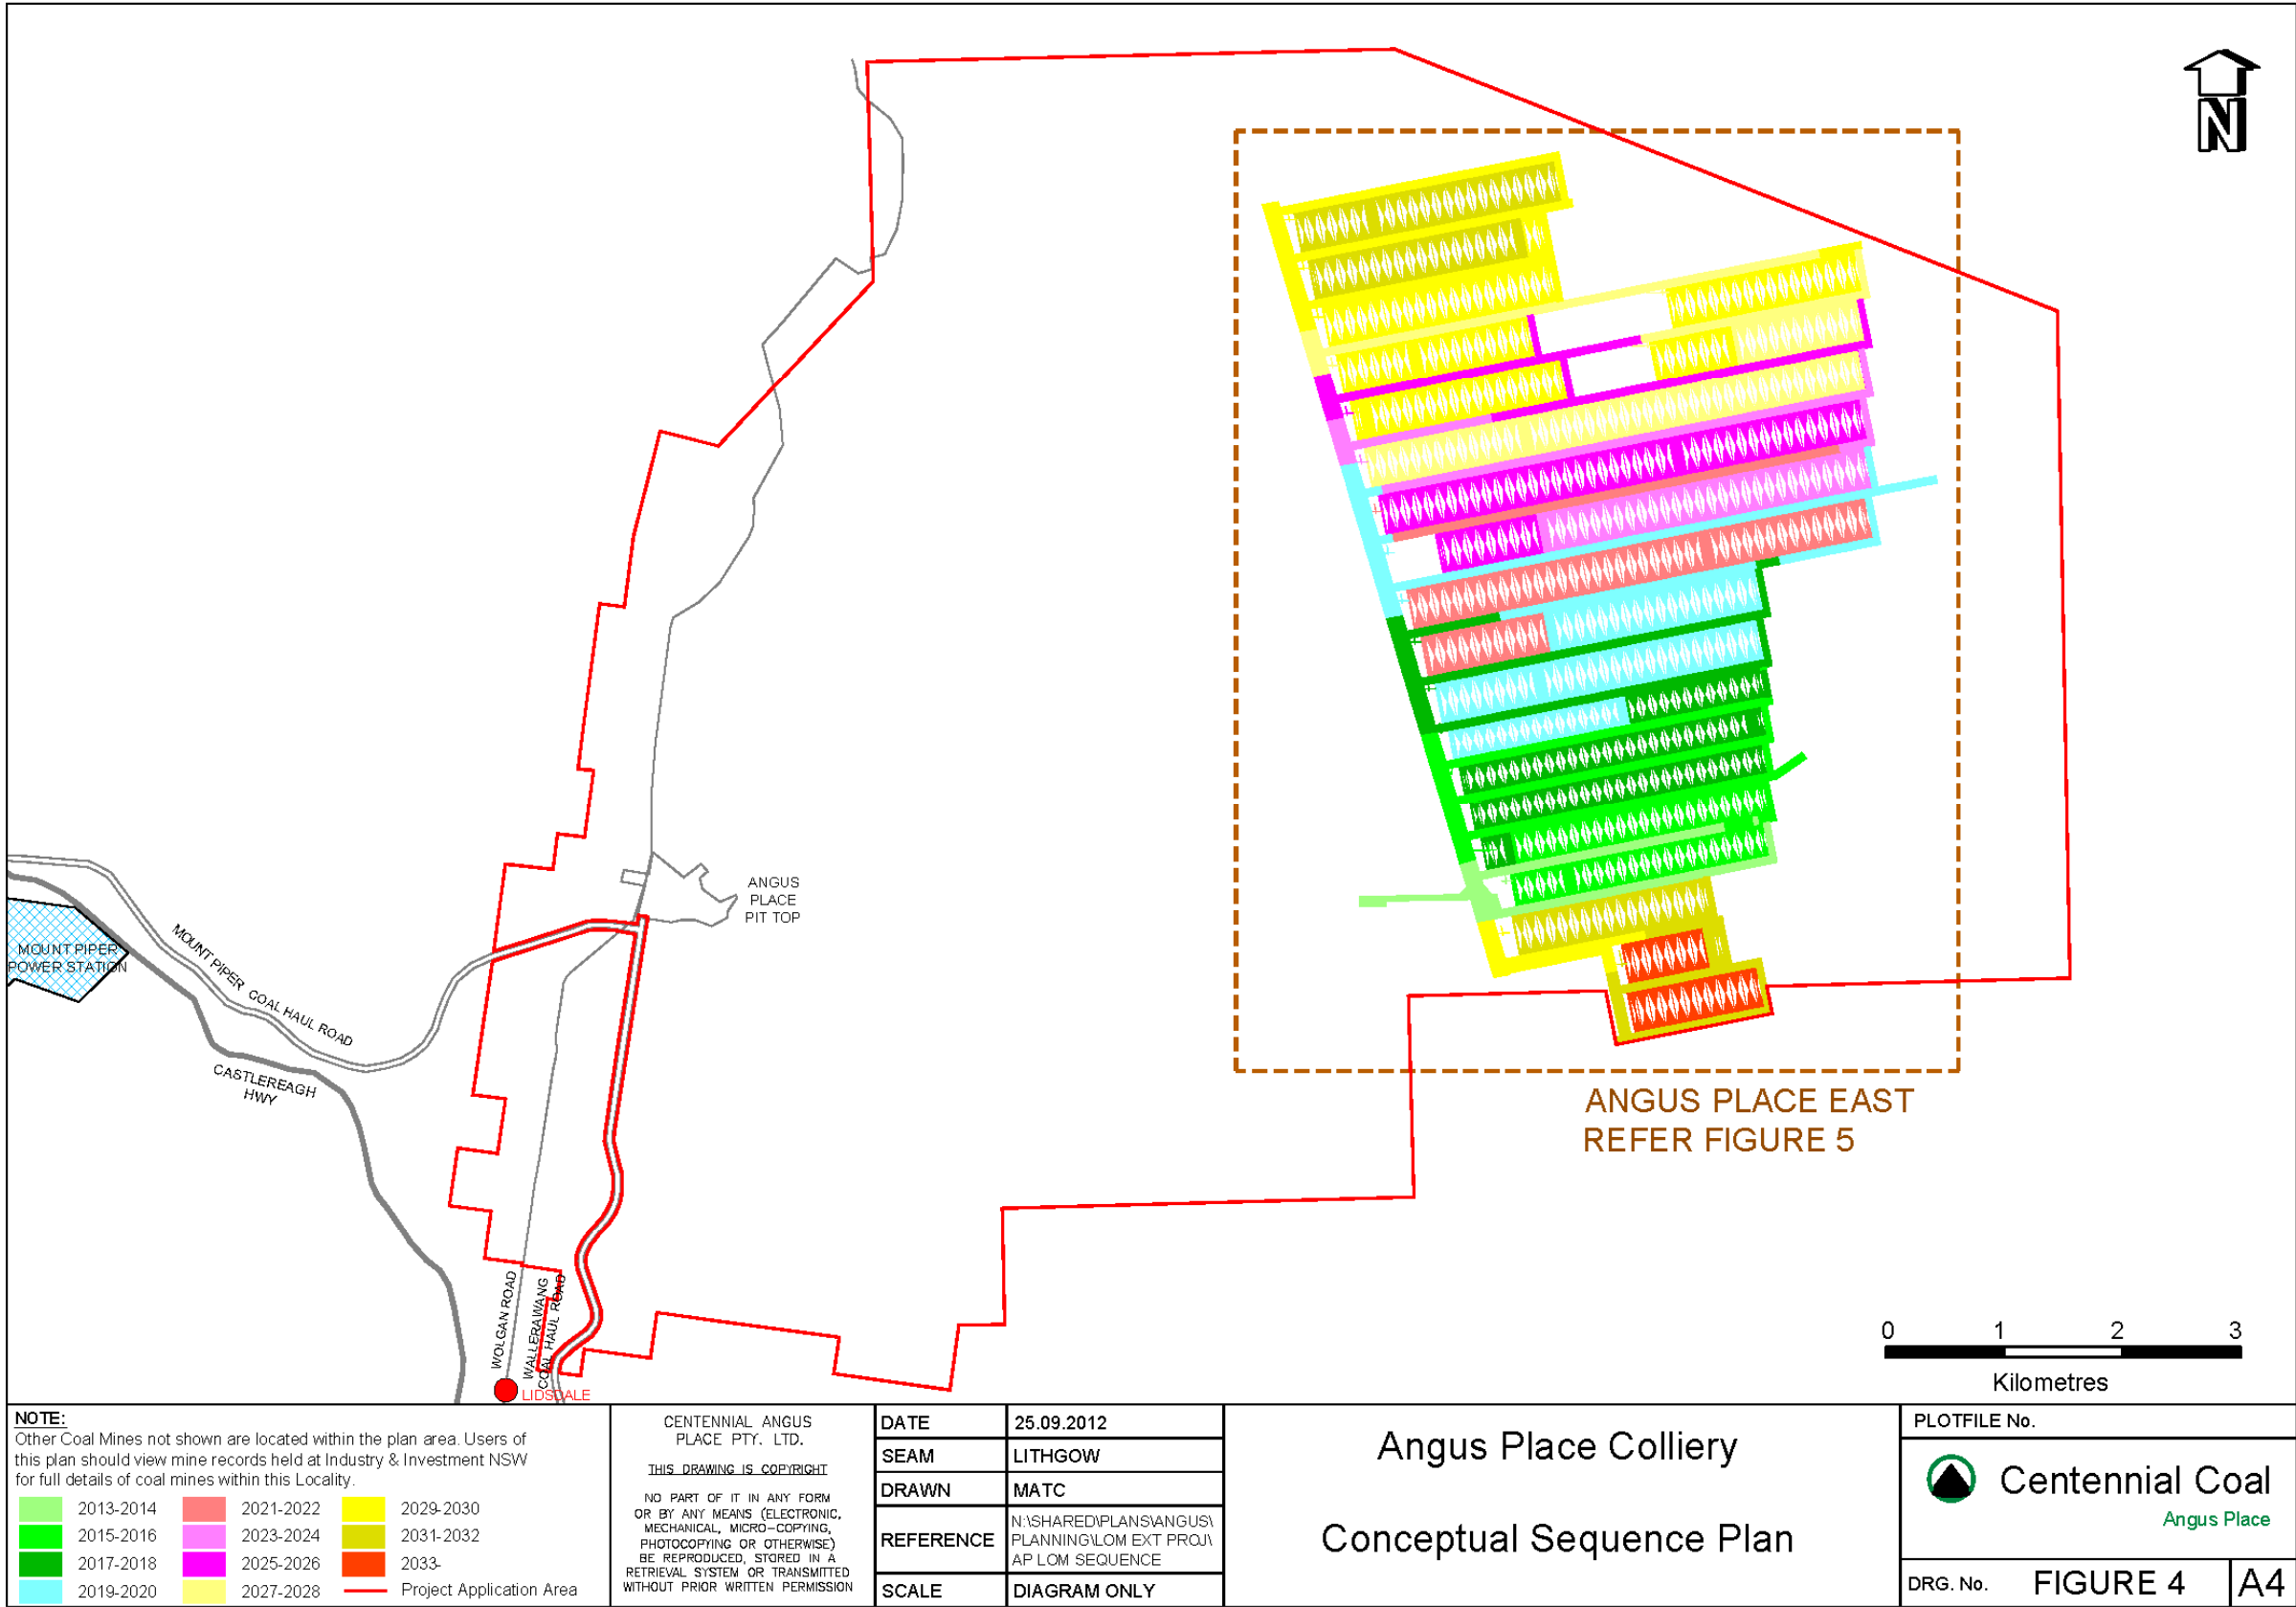 N
ANGUS
PLACE
PIT TOP
MOUNT PIPER
POWER STATION
MOUNT PIPER COAL HAUL ROAD
CASTLEREAGH
HWY
ANGUS PLACE EAST
REFER FIGURE 5
WOLGAN ROAD
WALLERAWANG
COAL HAUL ROAD
LIDSDALE
0 1 2 3
Kilometres
NOTE:
Other Coal Mines not shown are located within the plan area. Users of
this plan should view mine records held at Industry & Investment NSW
for full details of coal mines within this Locality.
2013-2014
2015-2016
2017-2018
2019-2020
2021-2022
2023-2024
2025-2026
2027-2028
2029-2030
2031-2032
2033-
Project Application Area
CENTENNIAL ANGUS
PLACE PTY. LTD.
THIS DRAWING IS COPYRIGHT
NO PART OF IT IN ANY FORM
OR BY ANY MEANS (ELECTRONIC,
MECHANICAL, MICRO-COPYING,
PHOTOCOPYING OR OTHERWISE)
BE REPRODUCED, STORED IN A
RETRIEVAL SYSTEM OR TRANSMITTED
WITHOUT PRIOR WRITTEN PERMISSION
DATE 25.09.2012
SEAM LITHGOW
DRAWN MATC
REFERENCE N:\SHARED\PLANS\ANGUS\
PLANNING\LOM EXT PROJ\
AP LOM SEQUENCE
SCALE DIAGRAM ONLY
Angus Place Colliery
Conceptual Sequence Plan
PLOTFILE No.
Centennial Coal
Angus Place
DRG. No. FIGURE 4 A4